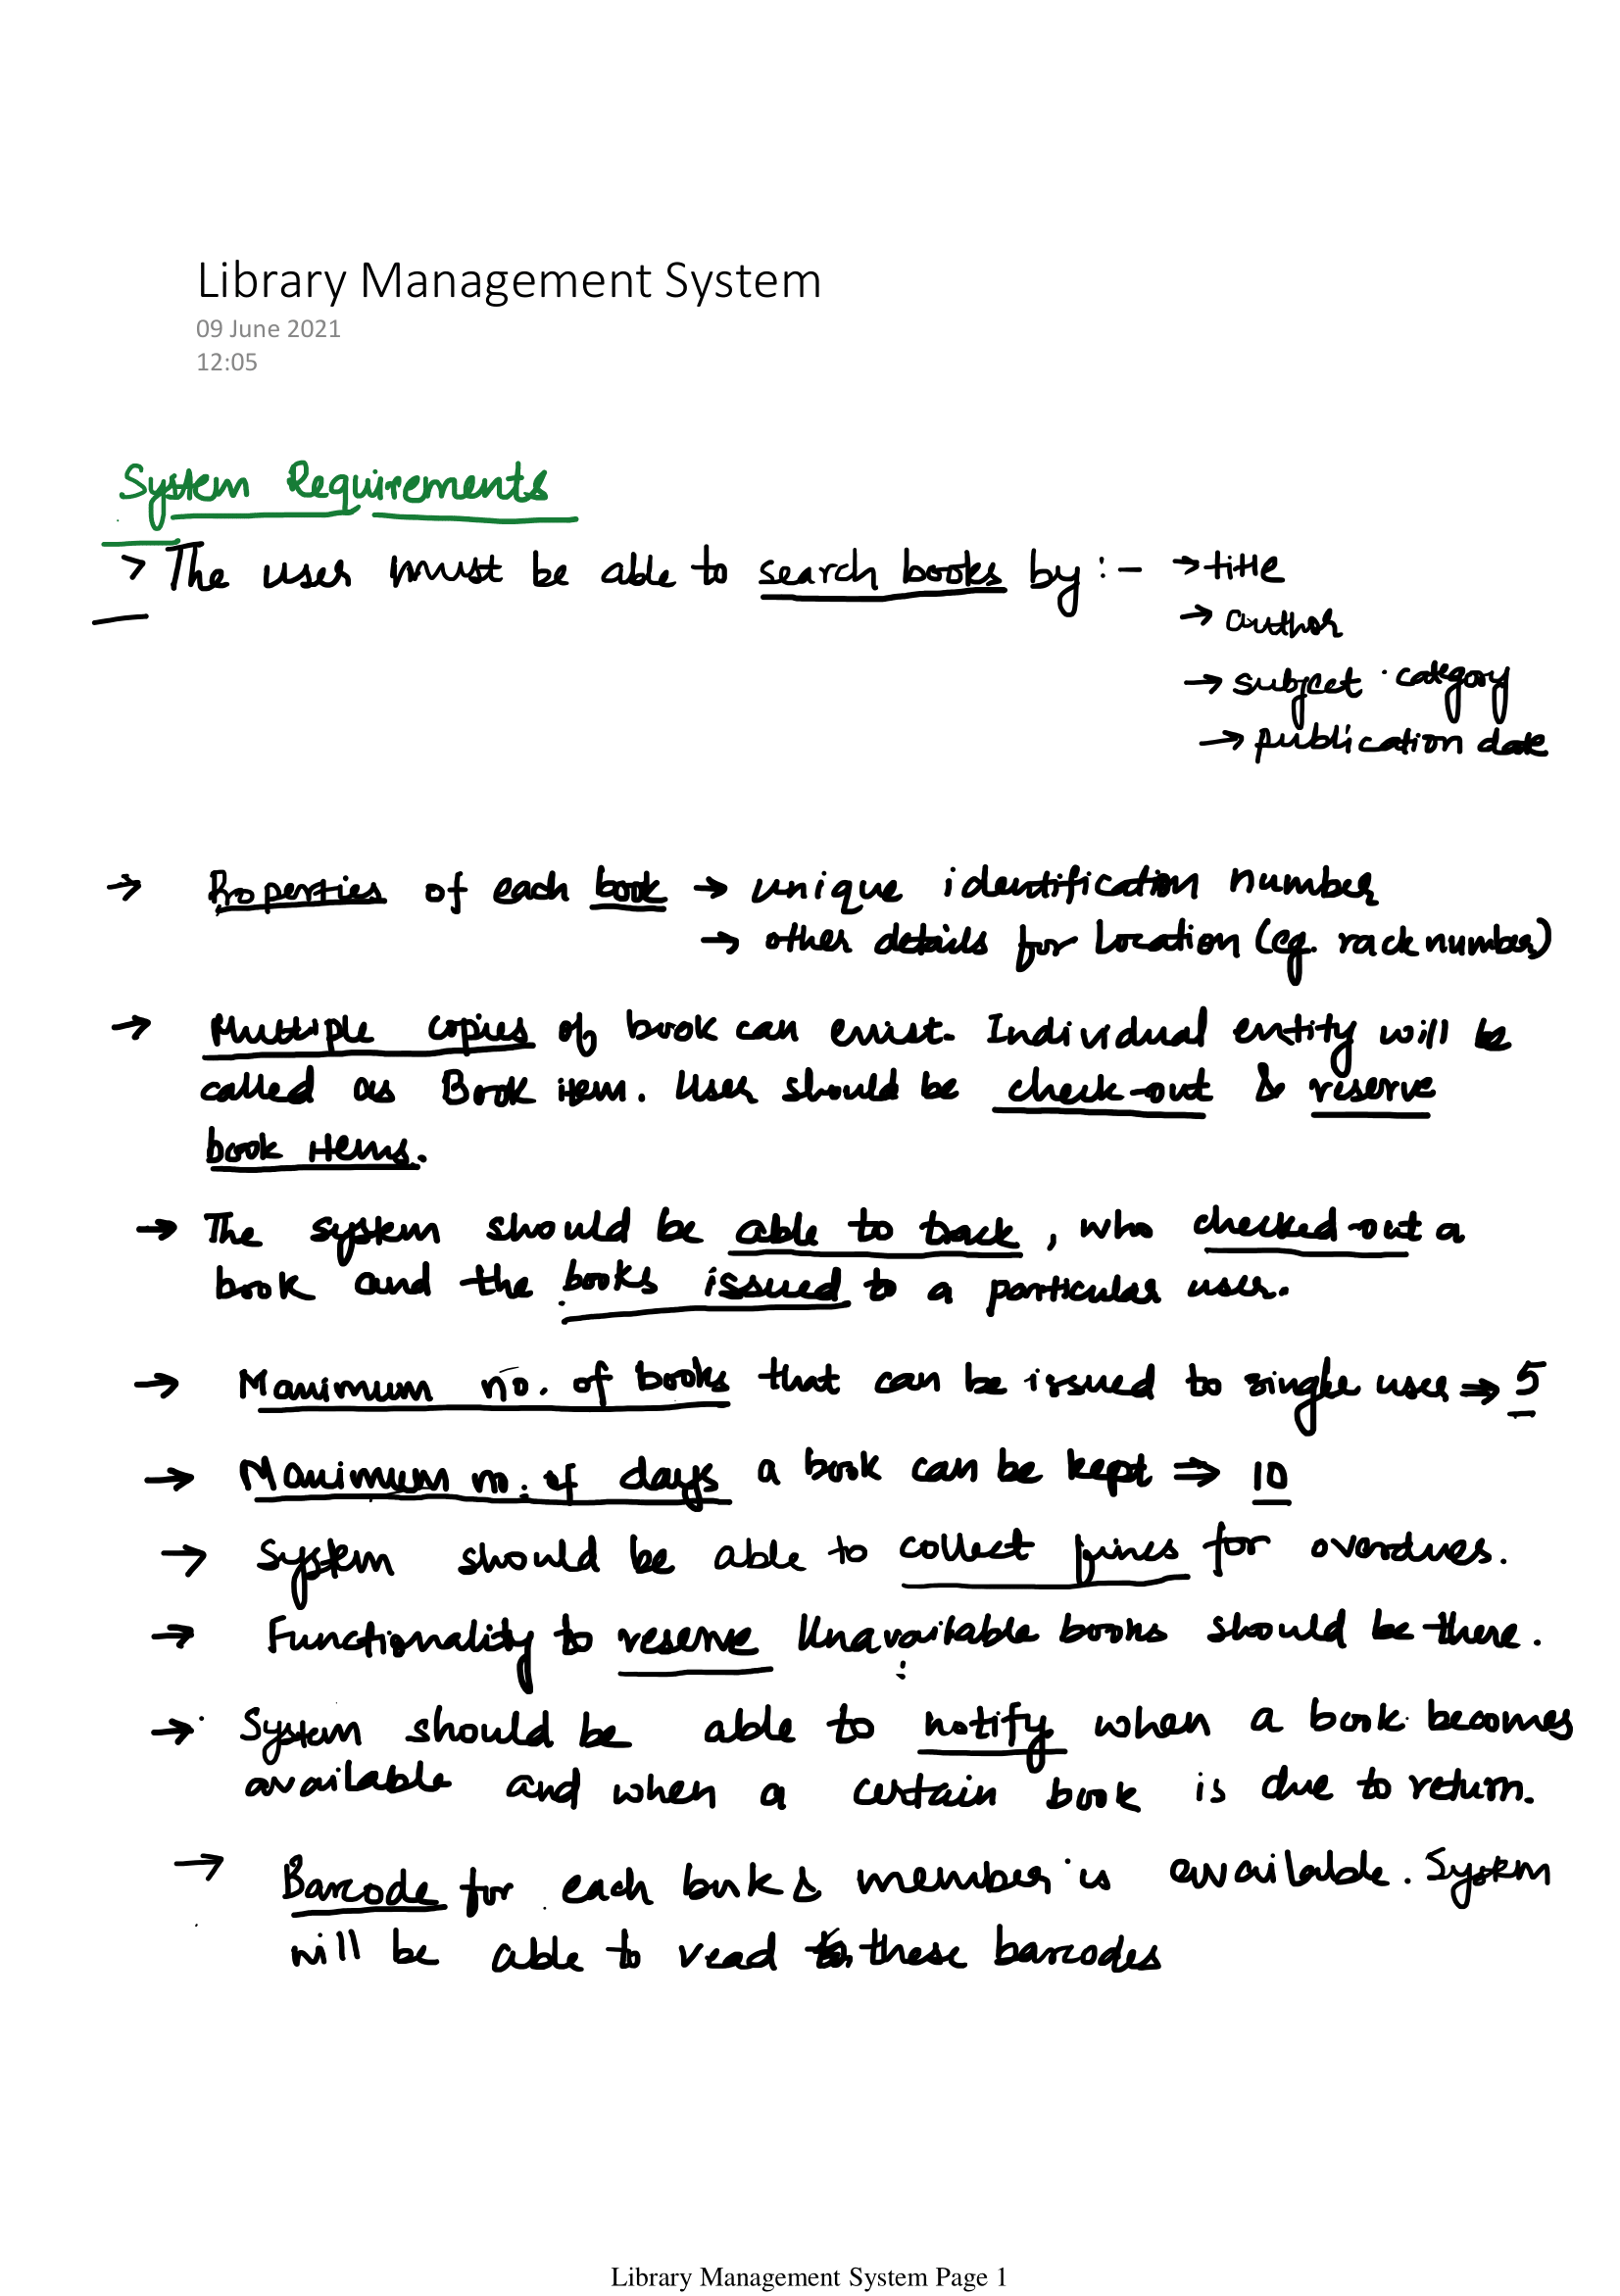 Library Management System
09 June 2021
12:05
System Requirements
→ The user must be able to search books by :- → title
→ author
→ subject category
→ publication date
→ Properties of each book → unique identification number
→ other details for location (eg. rack number)
→ Multiple copies of book can exist. Individual entity will be
called as Book item. User should be check-out & reserve
book items.
→ The system should be able to track, who checked-out a
book and the books issued to a particular user.
→ Maximum no. of books that can be issued to single user ⇒ 5
→ Maximum no. of days a book can be kept ⇒ 10
→ System should be able to collect fines for overdues.
→ Functionality to reserve Unavailable books should be there.
→ System should be able to notify when a book becomes
available and when a certain book is due to return.
→ Barcode for each book & member is available. System
will be able to read these barcodes
Library Management System Page 1